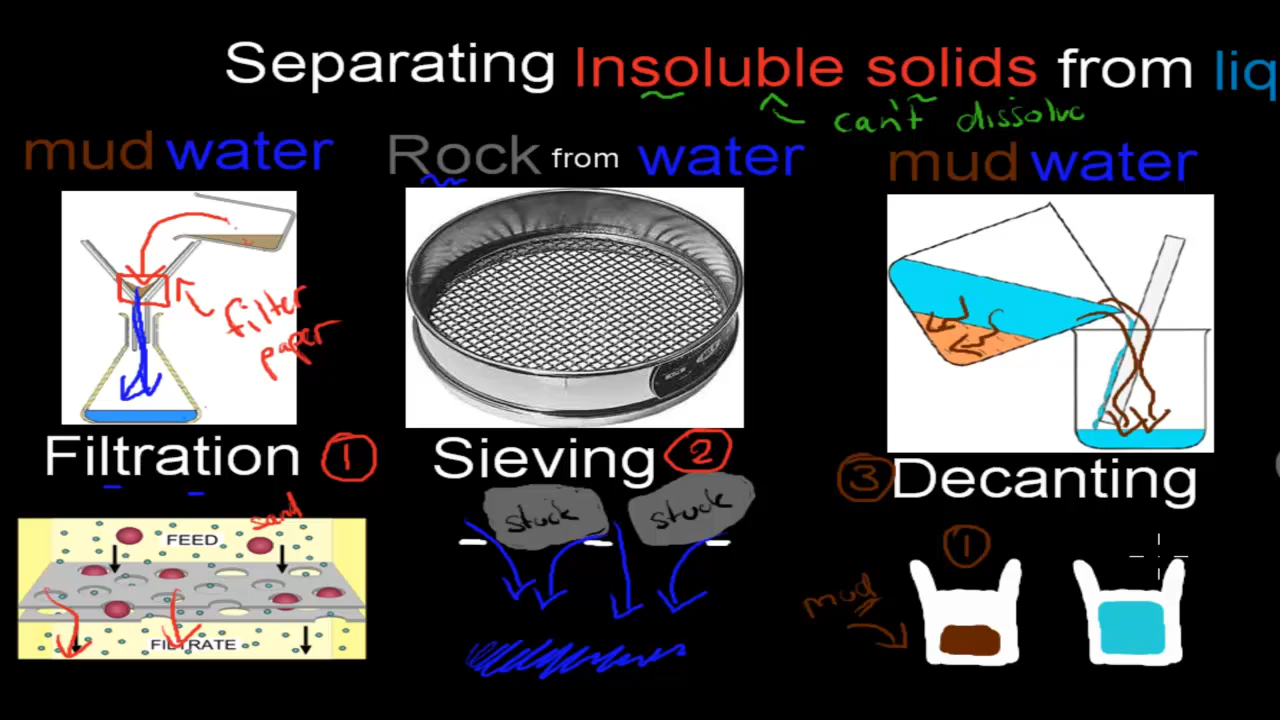 Separating Insoluble solids from liq
can't dissolve
mud water
Rock from water
mud water
filter
paper
Filtration 1
Sieving 2
3 Decanting
sand
FEED
FILTRATE
stuck
stuck
1
mud